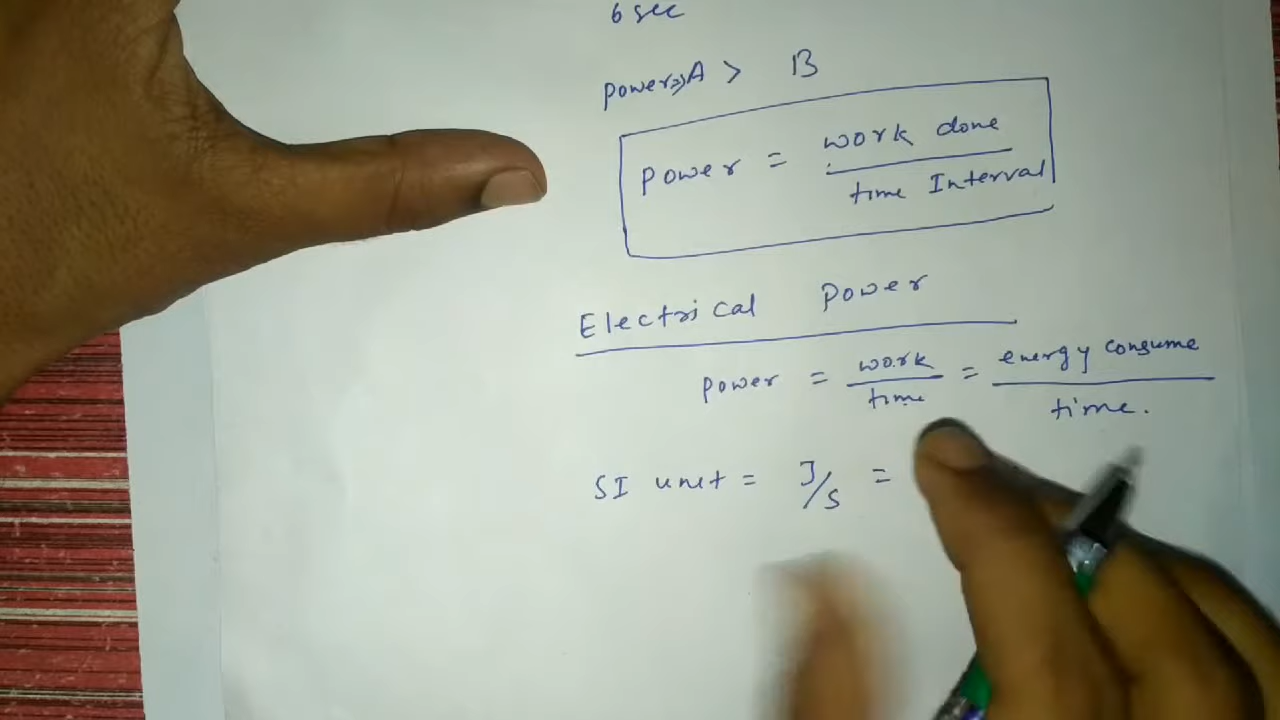 6 sec
power⇒A > B
Power = work done / time Interval
Electrical Power
Power = work / time = energy consume / time.
SI unit = J/s =